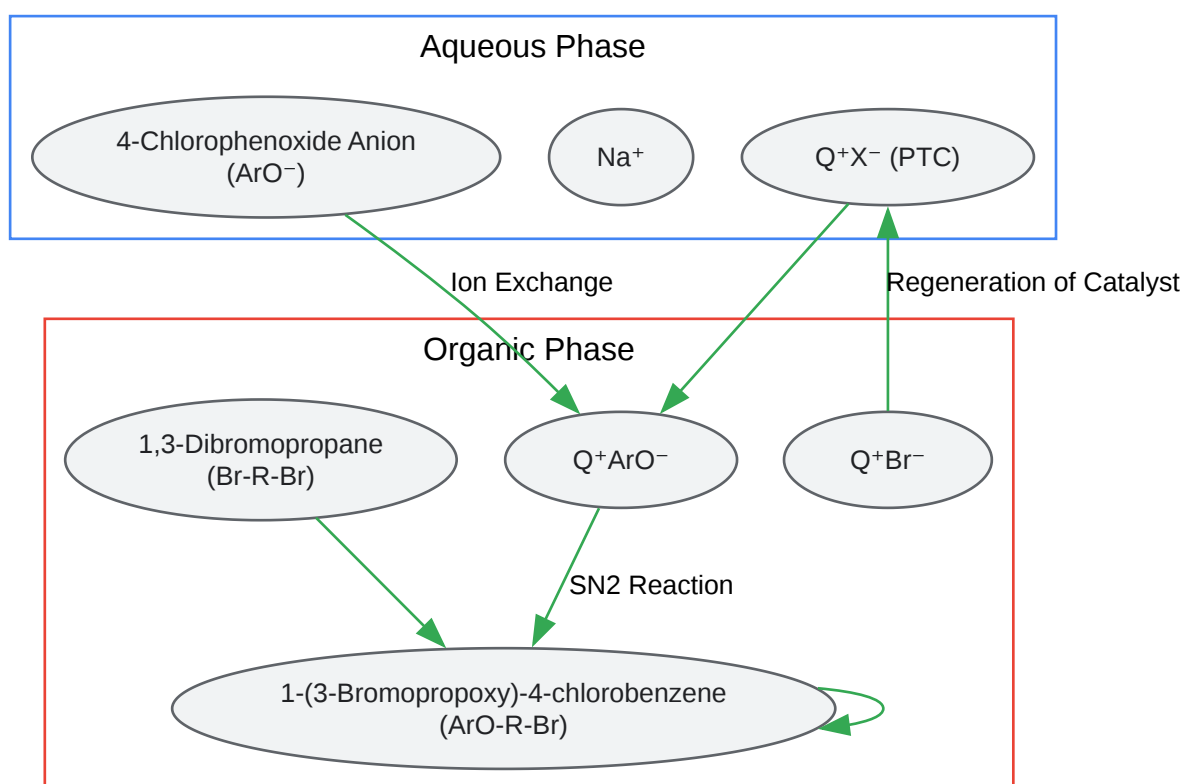 Aqueous Phase
4-Chlorophenoxide Anion
(ArO⁻)
Na⁺
Q⁺X⁻ (PTC)
Ion Exchange
Regeneration of Catalyst
Organic Phase
1,3-Dibromopropane
(Br-R-Br)
Q⁺ArO⁻
Q⁺Br⁻
SN2 Reaction
1-(3-Bromopropoxy)-4-chlorobenzene
(ArO-R-Br)